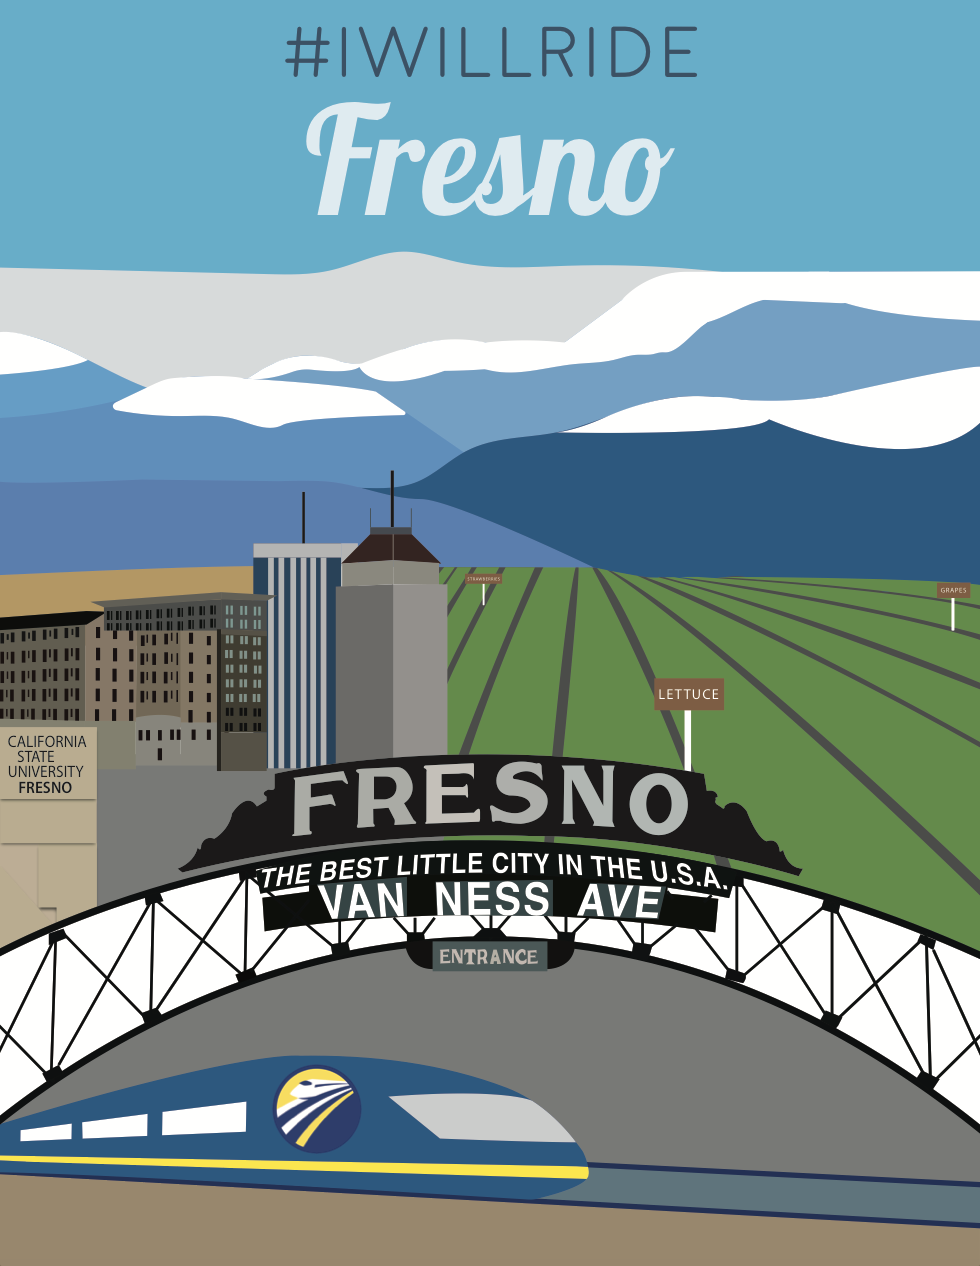 #IWILLRIDE
Fresno
STRAWBERRIES
GRAPES
LETTUCE
CALIFORNIA
STATE
UNIVERSITY
FRESNO
FRESNO
THE BEST LITTLE CITY IN THE U.S.A.
VAN NESS AVE
ENTRANCE